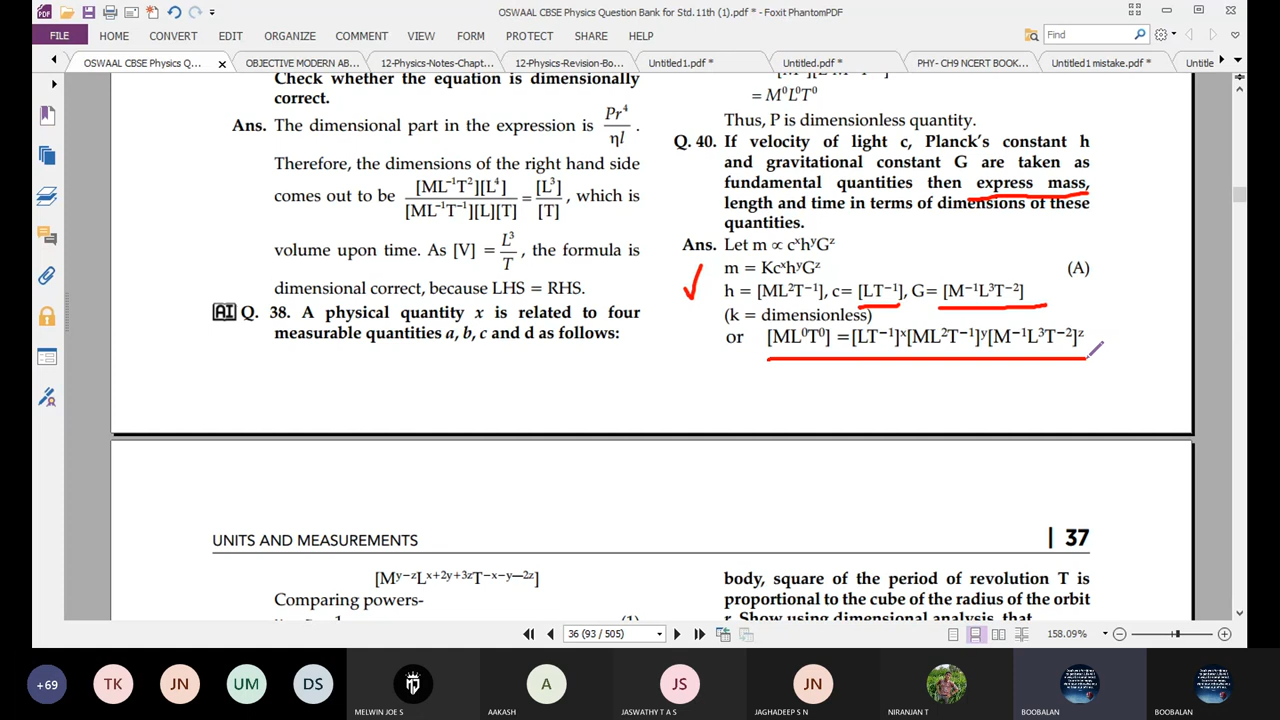 OSWAAL CBSE Physics Question Bank for Std.11th (1).pdf * - Foxit PhantomPDF
FILE HOME CONVERT EDIT ORGANIZE COMMENT VIEW FORM PROTECT SHARE HELP Find
OSWAAL CBSE Physics Q... x OBJECTIVE MODERN AB... 12-Physics-Notes-Chapt... 12-Physics-Revision-Bo... Untitled1.pdf * Untitled.pdf * PHY- CH9 NCERT BOOK... Untitled1 mistake.pdf * Untitle
Check whether the equation is dimensionally
correct.
Ans. The dimensional part in the expression is Pr⁴/ηl .
Therefore, the dimensions of the right hand side
comes out to be [ML⁻¹T²][L⁴]/[ML⁻¹T⁻¹][L][T] = [L³]/[T], which is
volume upon time. As [V] = L³/T, the formula is
dimensional correct, because LHS = RHS.
AI Q. 38. A physical quantity x is related to four
measurable quantities a, b, c and d as follows:
= M⁰L⁰T⁰
Thus, P is dimensionless quantity.
Q. 40. If velocity of light c, Planck's constant h
and gravitational constant G are taken as
fundamental quantities then express mass,
length and time in terms of dimensions of these
quantities.
Ans. Let m ∝ cˣhʸGᶻ
m = KcˣhʸGᶻ (A)
h = [ML²T⁻¹], c= [LT⁻¹], G= [M⁻¹L³T⁻²]
(k = dimensionless)
or [ML⁰T⁰] =[LT⁻¹]ˣ[ML²T⁻¹]ʸ[M⁻¹L³T⁻²]ᶻ
UNITS AND MEASUREMENTS | 37
[Mʸ⁻ᶻLˣ⁺²ʸ⁺³ᶻT⁻ˣ⁻ʸ⁻²ᶻ]
Comparing powers-
body, square of the period of revolution T is
proportional to the cube of the radius of the orbit
r. Show using dimensional analysis, that
36 (93 / 505) 158.09%
+69 TK JN UM DS A JS JN
MELWIN JOE S AAKASH JASWATHY T A S JAGHADEEP S N NIRANJAN T BOOBALAN BOOBALAN